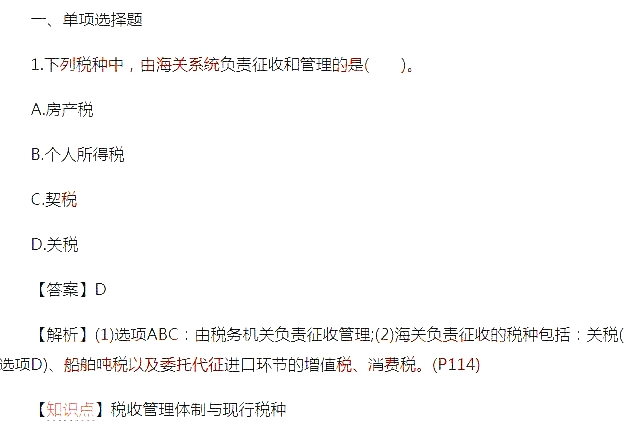 一、单项选择题
1.下列税种中，由海关系统负责征收和管理的是(　　)。
A.房产税
B.个人所得税
C.契税
D.关税
【答案】D
【解析】(1)选项ABC：由税务机关负责征收管理;(2)海关负责征收的税种包括：关税(
选项D)、船舶吨税以及委托代征进口环节的增值税、消费税。(P114)
【知识点】税收管理体制与现行税种